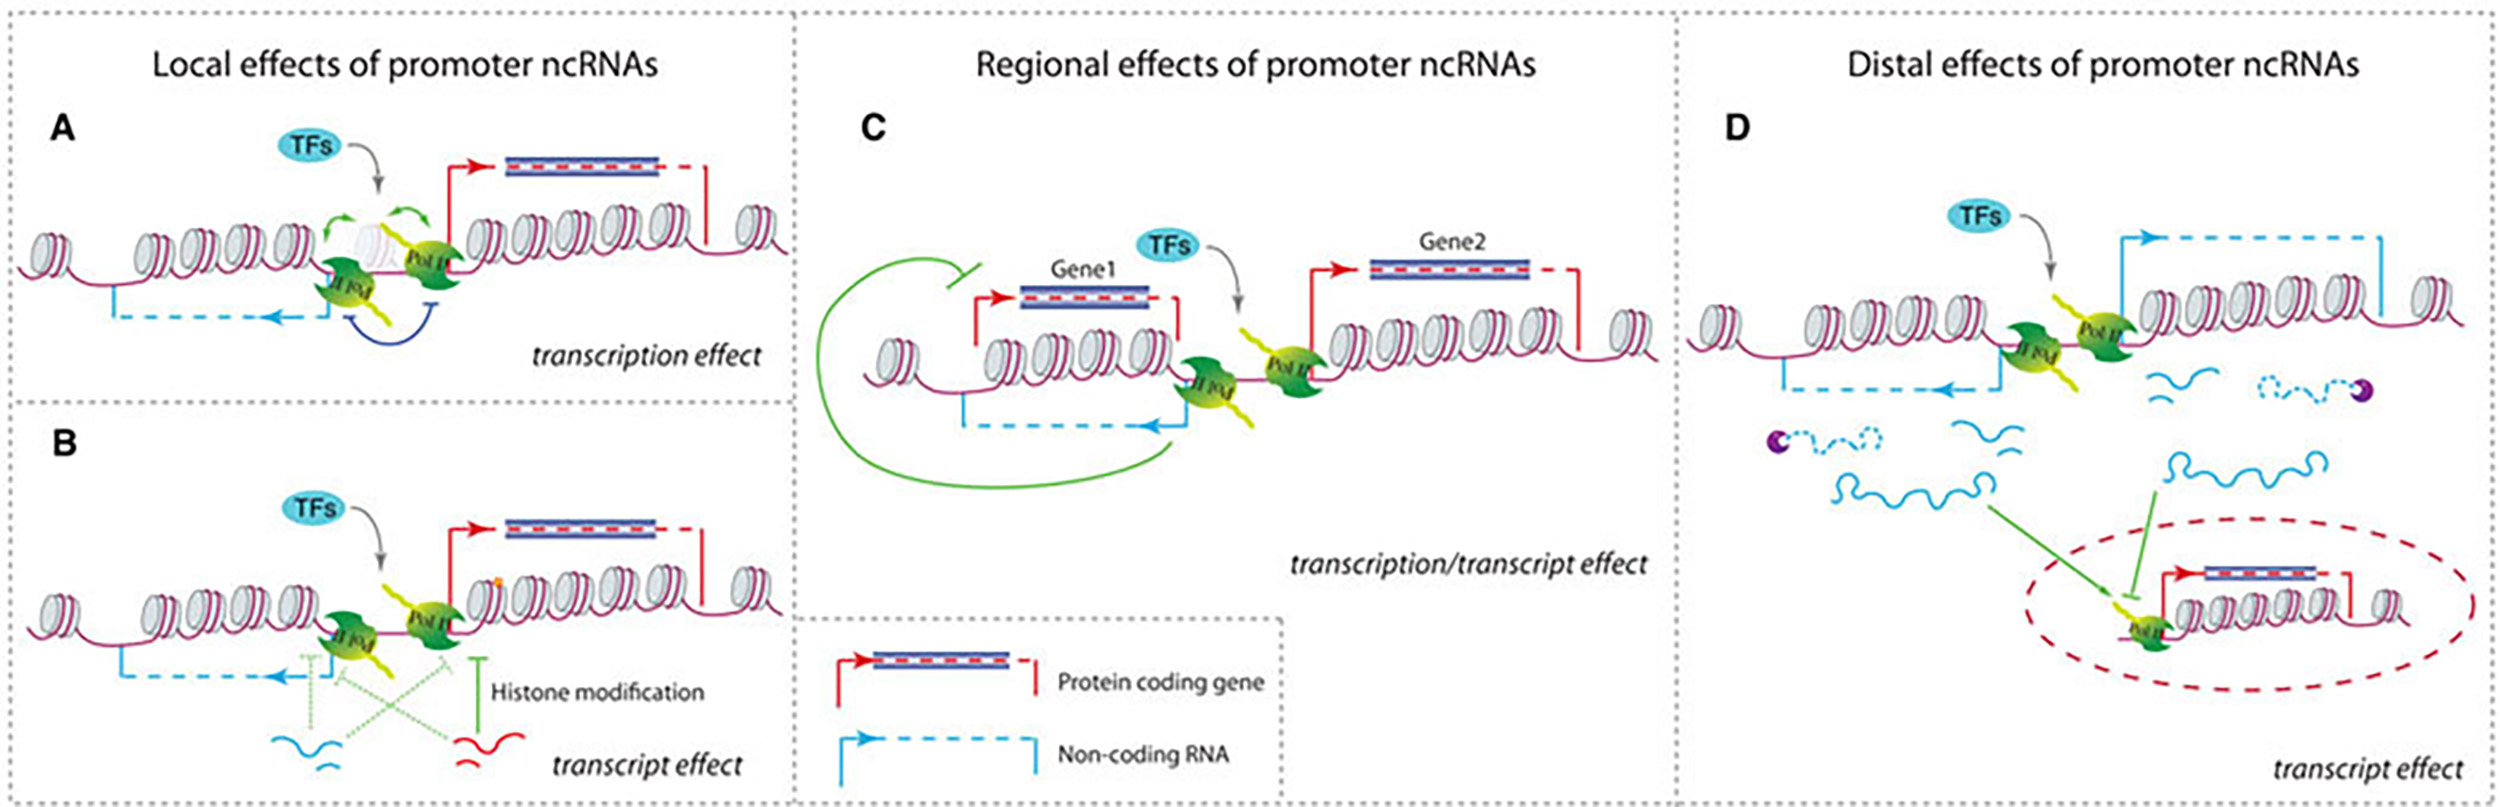 Local effects of promoter ncRNAs
A
TFs
Pol II
Pol II
transcription effect
B
TFs
Pol II
Pol II
Histone modification
transcript effect
Regional effects of promoter ncRNAs
C
TFs
Gene1
Gene2
Pol II
Pol II
transcription/transcript effect
Protein coding gene
Non-coding RNA
Distal effects of promoter ncRNAs
D
TFs
Pol II
Pol II
Pol II
transcript effect